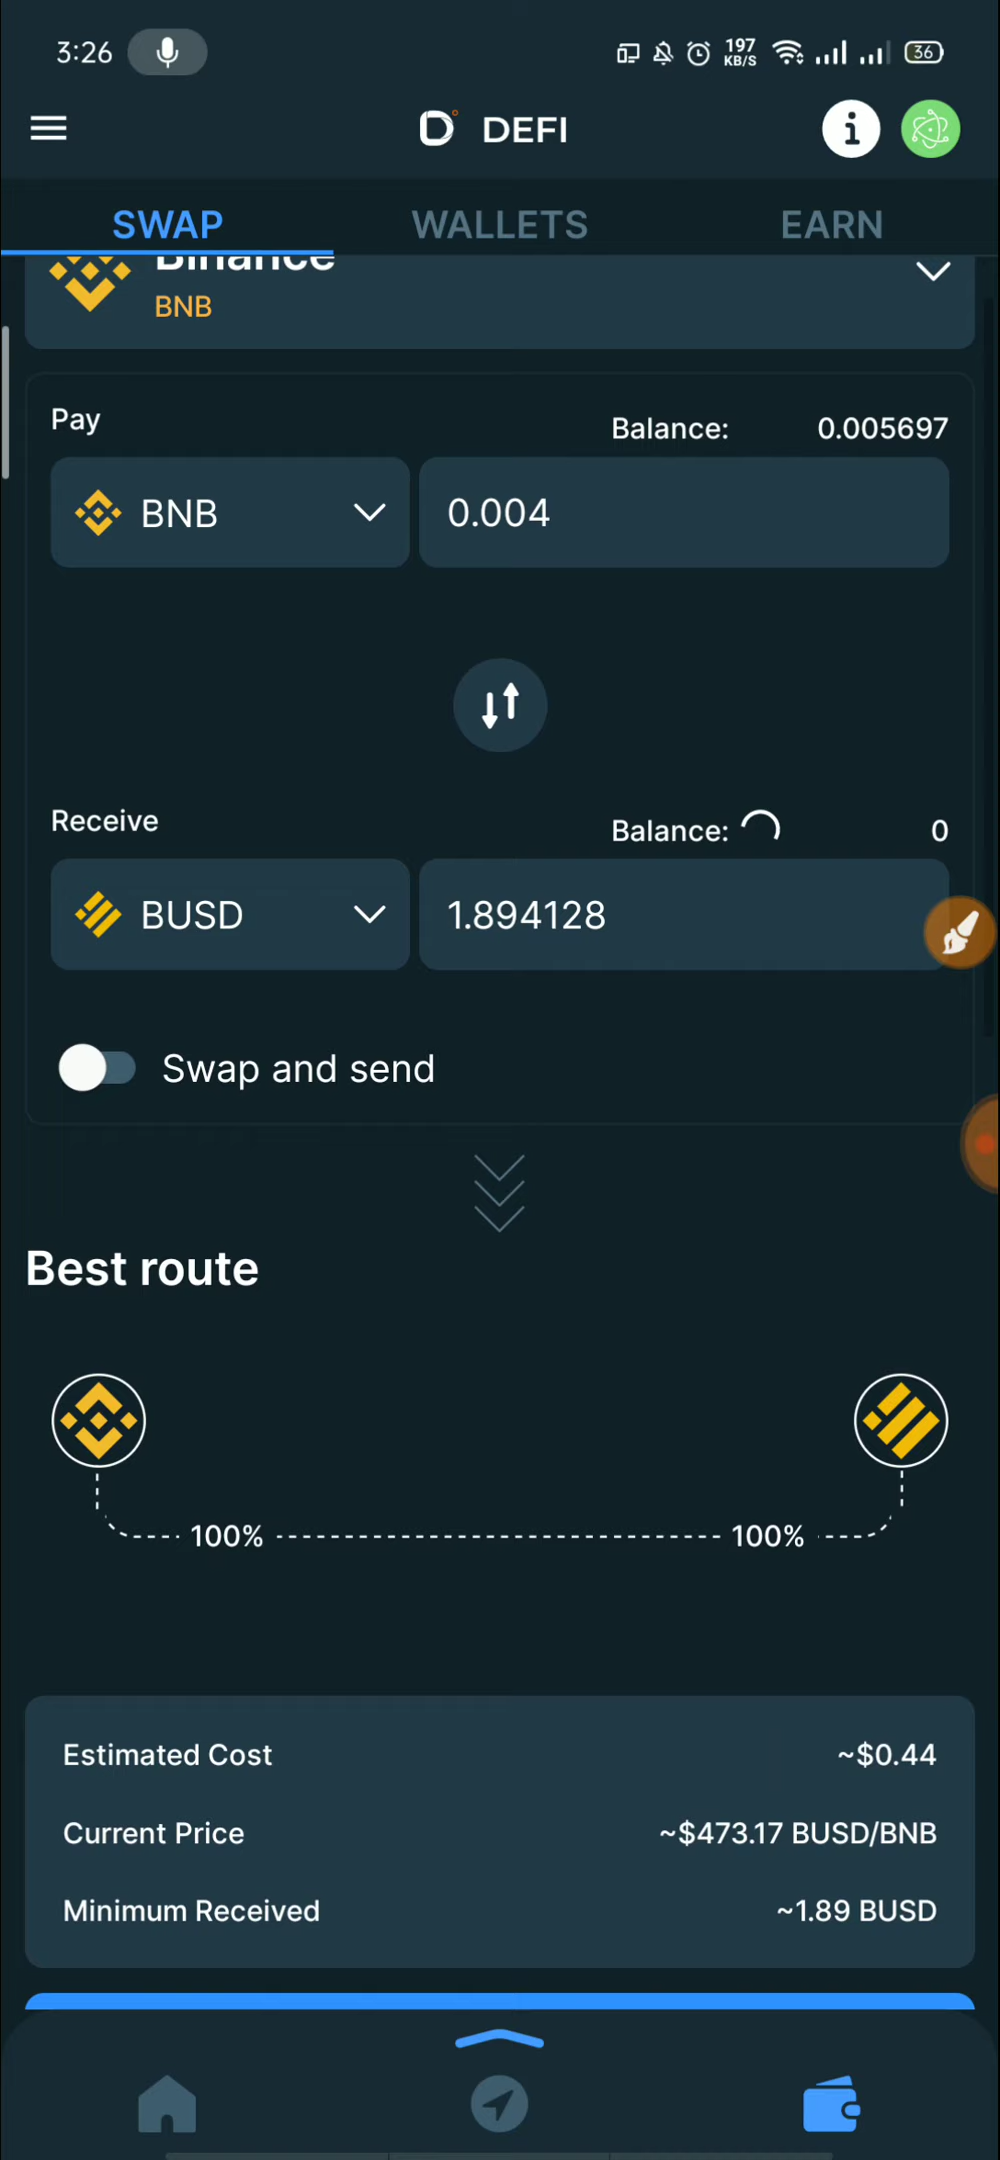 3:26
197
KB/S
36
DEFI
SWAP
WALLETS
EARN
Binance
BNB
Pay
Balance:
0.005697
BNB
0.004
Receive
Balance:
0
BUSD
1.894128
Swap and send
Best route
100%
100%
Estimated Cost
~$0.44
Current Price
~$473.17 BUSD/BNB
Minimum Received
~1.89 BUSD